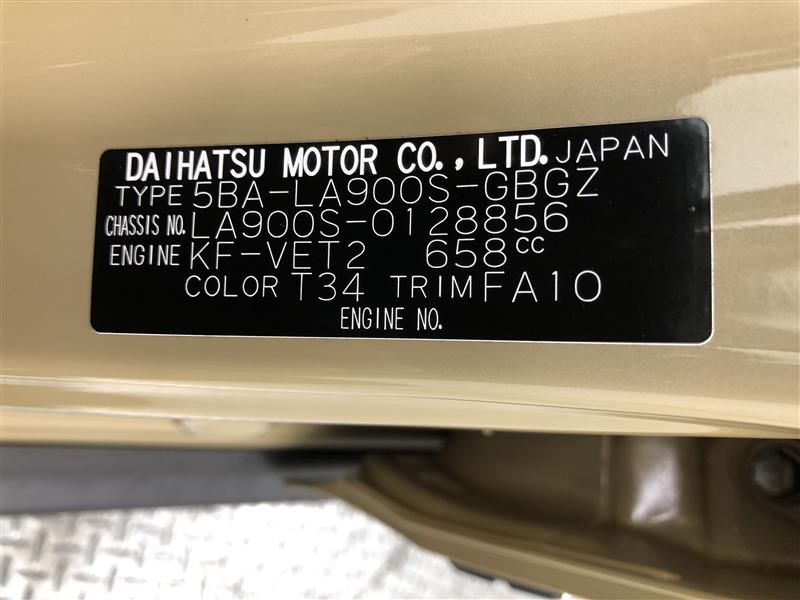 DAIHATSU MOTOR CO., LTD. JAPAN
TYPE 5BA-LA900S-GBGZ
CHASSIS NO. LA900S-0128856
ENGINE KF-VET2 658cc
COLOR T34 TRIM FA10
ENGINE NO.